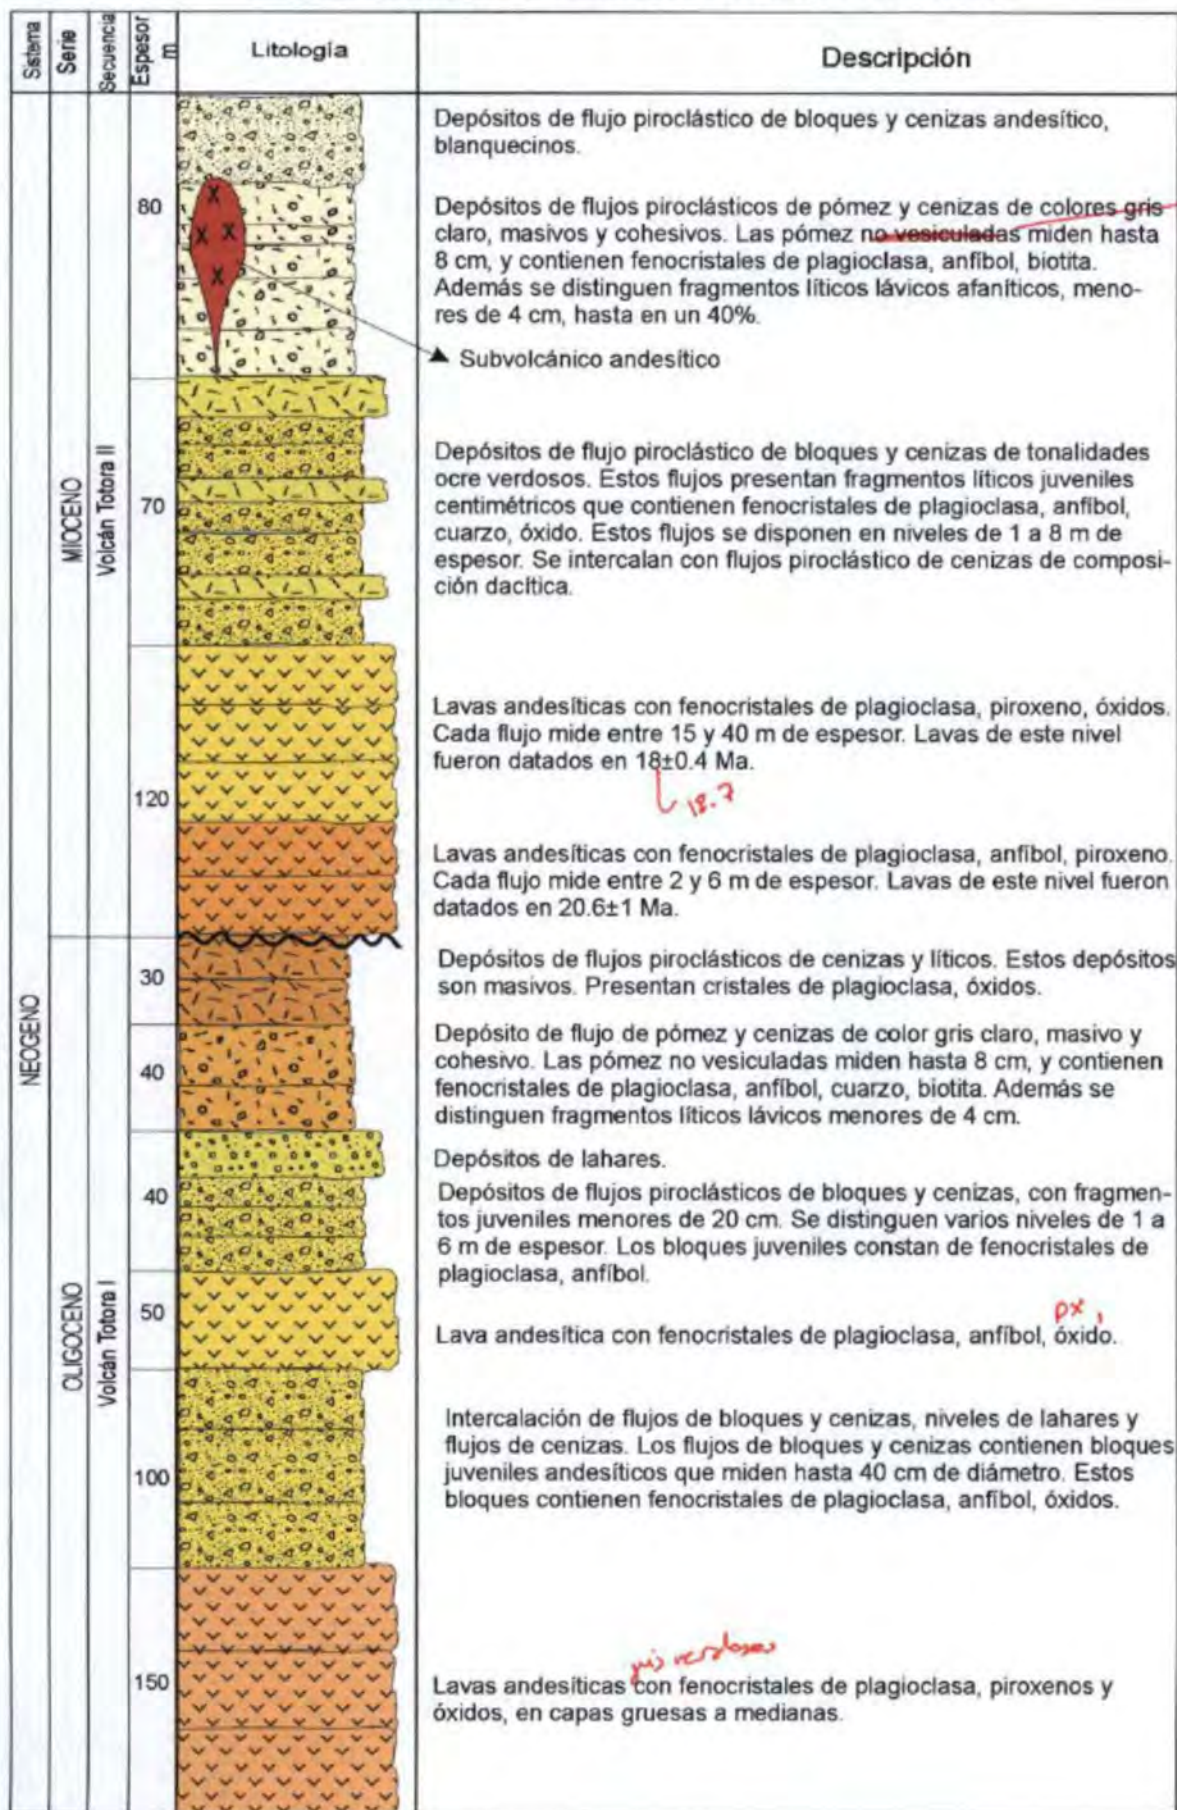 Sistema
Serie
Secuencia
Espesor m
Litología
Descripción
NEOGENO
MIOCENO
Volcán Totora II
80
Depósitos de flujo piroclástico de bloques y cenizas andesítico,
blanquecinos.
Depósitos de flujos piroclásticos de pómez y cenizas de colores gris
claro, masivos y cohesivos. Las pómez no vesiculadas miden hasta
8 cm, y contienen fenocristales de plagioclasa, anfíbol, biotita.
Además se distinguen fragmentos líticos lávicos afaníticos, meno-
res de 4 cm, hasta en un 40%.
X
X X
X
Subvolcánico andesítico
70
Depósitos de flujo piroclástico de bloques y cenizas de tonalidades
ocre verdosos. Estos flujos presentan fragmentos líticos juveniles
centimétricos que contienen fenocristales de plagioclasa, anfíbol,
cuarzo, óxido. Estos flujos se disponen en niveles de 1 a 8 m de
espesor. Se intercalan con flujos piroclástico de cenizas de composi-
ción dacítica.
120
Lavas andesíticas con fenocristales de plagioclasa, piroxeno, óxidos.
Cada flujo mide entre 15 y 40 m de espesor. Lavas de este nivel
fueron datados en 18±0.4 Ma.
18.7
Lavas andesíticas con fenocristales de plagioclasa, anfíbol, piroxeno.
Cada flujo mide entre 2 y 6 m de espesor. Lavas de este nivel fueron
datados en 20.6±1 Ma.
OLIGOCENO
Volcán Totora I
30
Depósitos de flujos piroclásticos de cenizas y líticos. Estos depósitos
son masivos. Presentan cristales de plagioclasa, óxidos.
40
Depósito de flujo de pómez y cenizas de color gris claro, masivo y
cohesivo. Las pómez no vesiculadas miden hasta 8 cm, y contienen
fenocristales de plagioclasa, anfíbol, cuarzo, biotita. Además se
distinguen fragmentos líticos lávicos menores de 4 cm.
Depósitos de lahares.
40
Depósitos de flujos piroclásticos de bloques y cenizas, con fragmen-
tos juveniles menores de 20 cm. Se distinguen varios niveles de 1 a
6 m de espesor. Los bloques juveniles constan de fenocristales de
plagioclasa, anfíbol.
50
px,
Lava andesítica con fenocristales de plagioclasa, anfíbol, óxido.
100
Intercalación de flujos de bloques y cenizas, niveles de lahares y
flujos de cenizas. Los flujos de bloques y cenizas contienen bloques
juveniles andesíticos que miden hasta 40 cm de diámetro. Estos
bloques contienen fenocristales de plagioclasa, anfíbol, óxidos.
150
gris verdosas
Lavas andesíticas con fenocristales de plagioclasa, piroxenos y
óxidos, en capas gruesas a medianas.